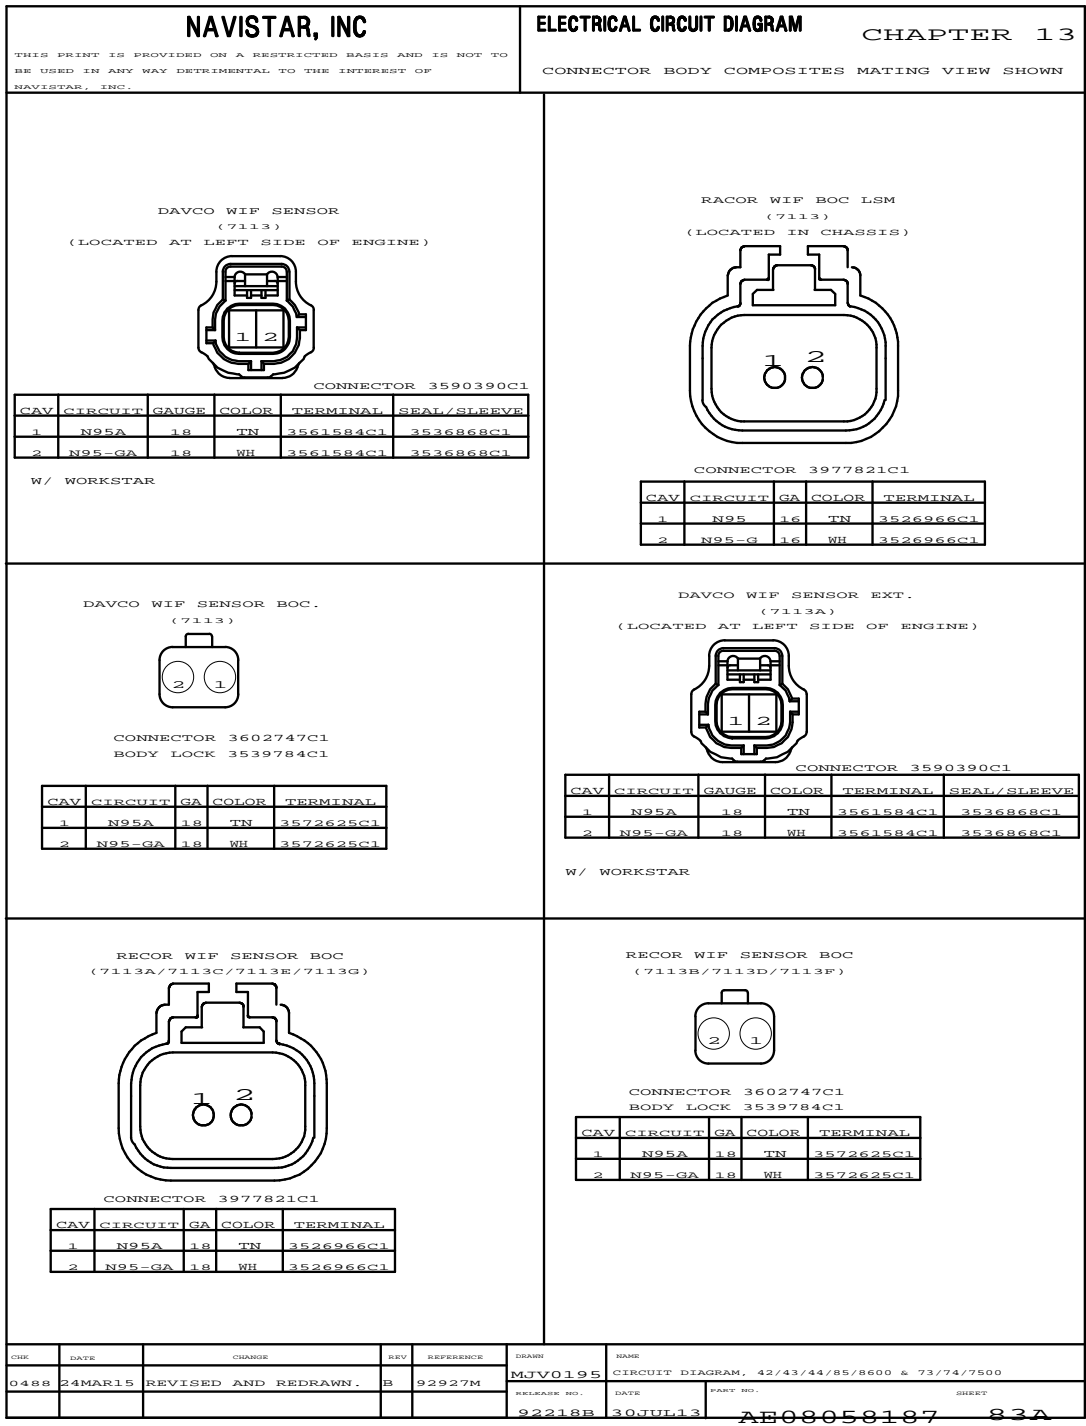 NAVISTAR, INC
THIS PRINT IS PROVIDED ON A RESTRICTED BASIS AND IS NOT TO
BE USED IN ANY WAY DETRIMENTAL TO THE INTEREST OF
NAVISTAR, INC.
ELECTRICAL CIRCUIT DIAGRAM CHAPTER 13
CONNECTOR BODY COMPOSITES MATING VIEW SHOWN
DAVCO WIF SENSOR
(7113)
(LOCATED AT LEFT SIDE OF ENGINE)
1 2
CONNECTOR 3590390C1
CAV CIRCUIT GAUGE COLOR TERMINAL SEAL/SLEEVE
1 N95A 18 TN 3561584C1 3536868C1
2 N95-GA 18 WH 3561584C1 3536868C1
W/ WORKSTAR
RACOR WIF BOC LSM
(7113)
(LOCATED IN CHASSIS)
1 2
CONNECTOR 3977821C1
CAV CIRCUIT GA COLOR TERMINAL
1 N95 16 TN 3526966C1
2 N95-G 16 WH 3526966C1
DAVCO WIF SENSOR BOC.
(7113)
2 1
CONNECTOR 3602747C1
BODY LOCK 3539784C1
CAV CIRCUIT GA COLOR TERMINAL
1 N95A 18 TN 3572625C1
2 N95-GA 18 WH 3572625C1
DAVCO WIF SENSOR EXT.
(7113A)
(LOCATED AT LEFT SIDE OF ENGINE)
1 2
CONNECTOR 3590390C1
CAV CIRCUIT GAUGE COLOR TERMINAL SEAL/SLEEVE
1 N95A 18 TN 3561584C1 3536868C1
2 N95-GA 18 WH 3561584C1 3536868C1
W/ WORKSTAR
RECOR WIF SENSOR BOC
(7113A/7113C/7113E/7113G)
1 2
CONNECTOR 3977821C1
CAV CIRCUIT GA COLOR TERMINAL
1 N95A 18 TN 3526966C1
2 N95-GA 18 WH 3526966C1
RECOR WIF SENSOR BOC
(7113B/7113D/7113F)
2 1
CONNECTOR 3602747C1
BODY LOCK 3539784C1
CAV CIRCUIT GA COLOR TERMINAL
1 N95A 18 TN 3572625C1
2 N95-GA 18 WH 3572625C1
CHK DATE CHANGE REV REFERENCE
0488 24MAR15 REVISED AND REDRAWN. B 92927M
DRAWN NAME
MJV0195 CIRCUIT DIAGRAM, 42/43/44/85/8600 & 73/74/7500
RELEASE NO. DATE PART NO. SHEET
92218B 30JUL13 AE08058187 83A